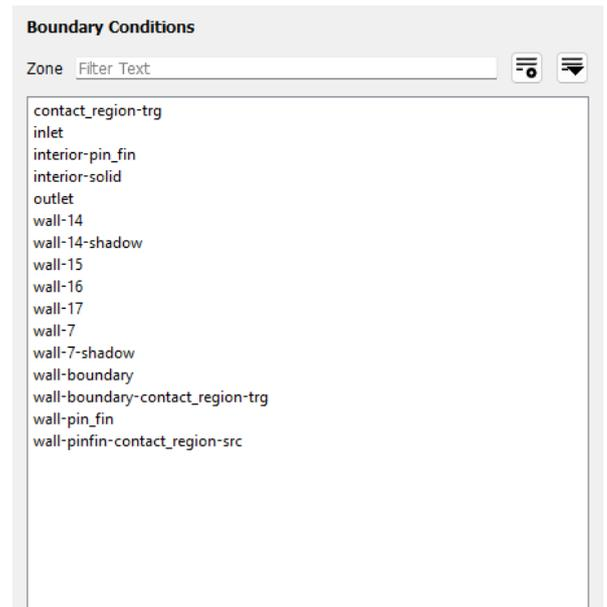 Boundary Conditions
Zone Filter Text
contact_region-trg
inlet
interior-pin_fin
interior-solid
outlet
wall-14
wall-14-shadow
wall-15
wall-16
wall-17
wall-7
wall-7-shadow
wall-boundary
wall-boundary-contact_region-trg
wall-pin_fin
wall-pinfin-contact_region-src